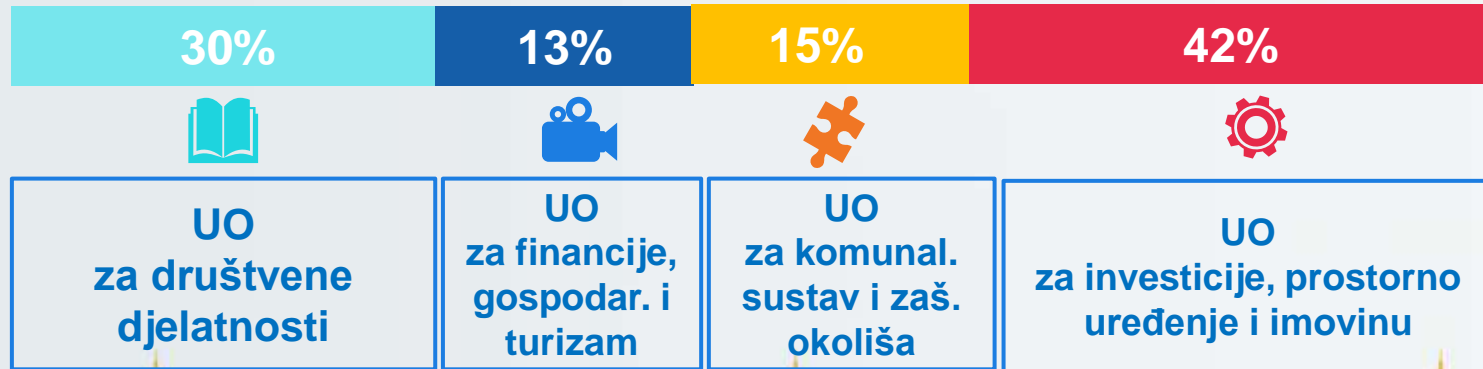 30%
13%
15%
42%
UO
za društvene
djelatnosti
UO
za financije,
gospodar. i
turizam
UO
za komunal.
sustav i zaš.
okoliša
UO
za investicije, prostorno
uređenje i imovinu